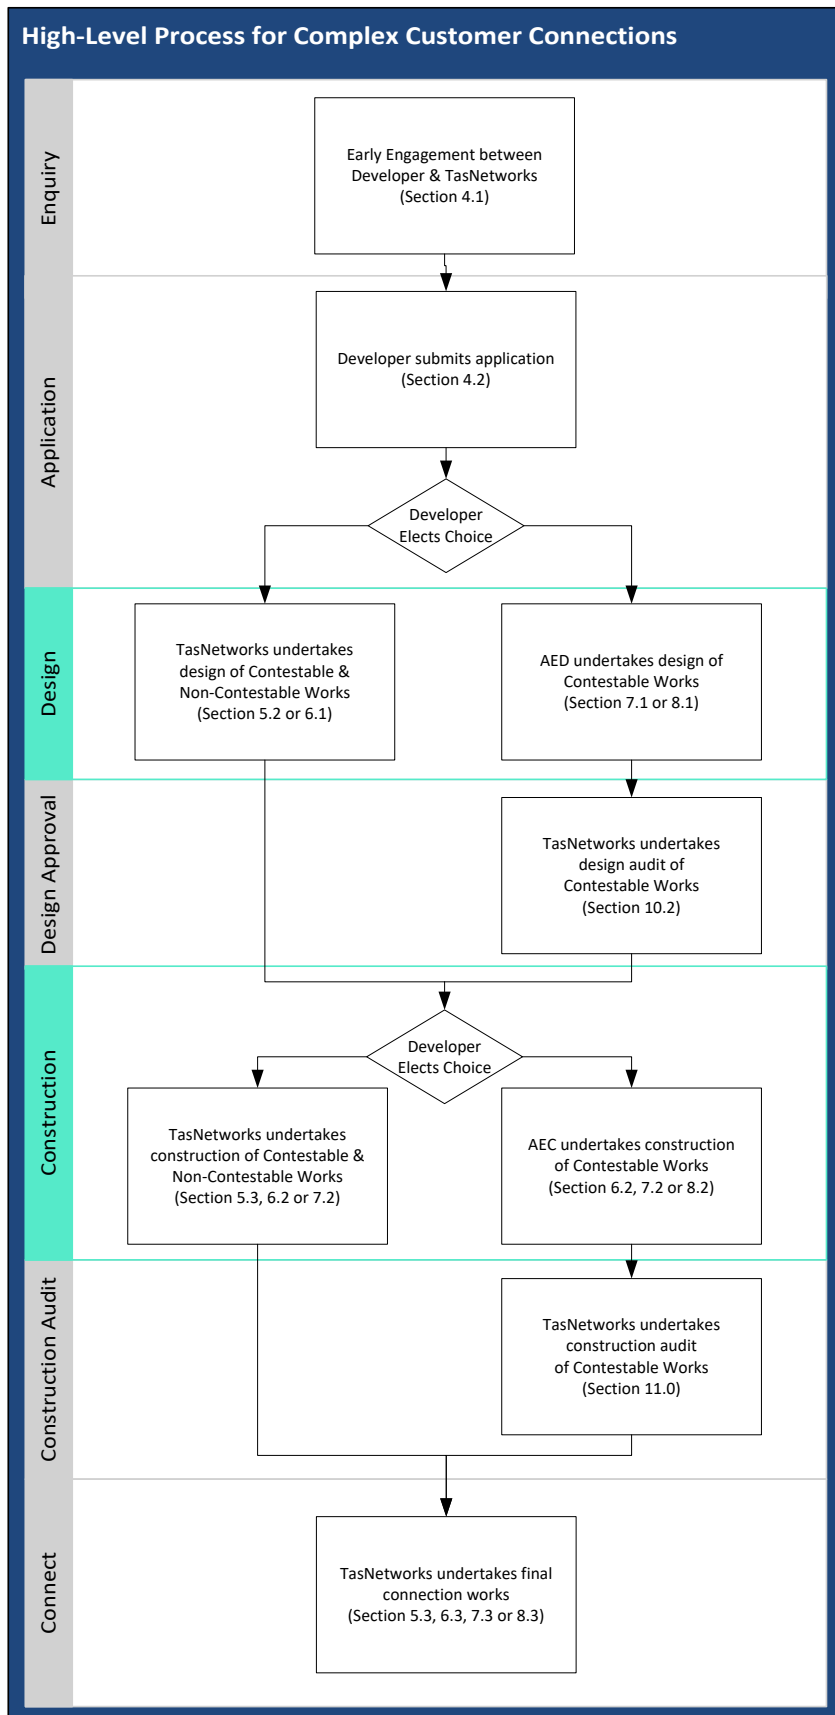 High-Level Process for Complex Customer Connections
Enquiry
Early Engagement between
Developer & TasNetworks
(Section 4.1)
Application
Developer submits application
(Section 4.2)
Developer
Elects Choice
Design
TasNetworks undertakes
design of Contestable &
Non-Contestable Works
(Section 5.2 or 6.1)
AED undertakes design of
Contestable Works
(Section 7.1 or 8.1)
Design Approval
TasNetworks undertakes
design audit of
Contestable Works
(Section 10.2)
Construction
Developer
Elects Choice
TasNetworks undertakes
construction of Contestable &
Non-Contestable Works
(Section 5.3, 6.2 or 7.2)
AEC undertakes construction
of Contestable Works
(Section 6.2, 7.2 or 8.2)
Construction Audit
TasNetworks undertakes
construction audit
of Contestable Works
(Section 11.0)
Connect
TasNetworks undertakes final
connection works
(Section 5.3, 6.3, 7.3 or 8.3)